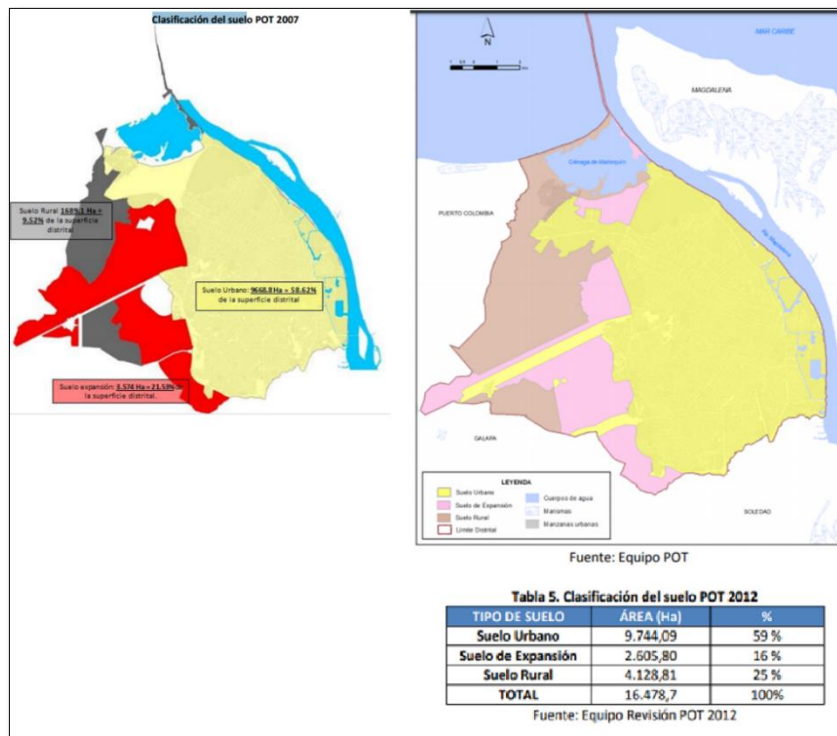 Clasificación del suelo POT 2007
Suelo Rural 1689,1 Ha =
9.52% de la superficie
distrital
Suelo Urbano: 9668.8 Ha = 58.62%
de la superficie distrital
Suelo expansión: 3.574 Ha = 21.53% de
la superficie distrital.
N
MAR CARIBE
MAGDALENA
Ciénaga de Mallorquín
PUERTO COLOMBIA
Río Magdalena
GALAPA
SOLEDAD
LEYENDA
Suelo Urbano
Suelo de Expansión
Suelo Rural
Límite Distrital
Cuerpos de agua
Marismas
Manzanas urbanas
Fuente: Equipo POT
Tabla 5. Clasificación del suelo POT 2012
TIPO DE SUELO ÁREA (Ha) %
Suelo Urbano 9.744,09 59 %
Suelo de Expansión 2.605,80 16 %
Suelo Rural 4.128,81 25 %
TOTAL 16.478,7 100%
Fuente: Equipo Revisión POT 2012